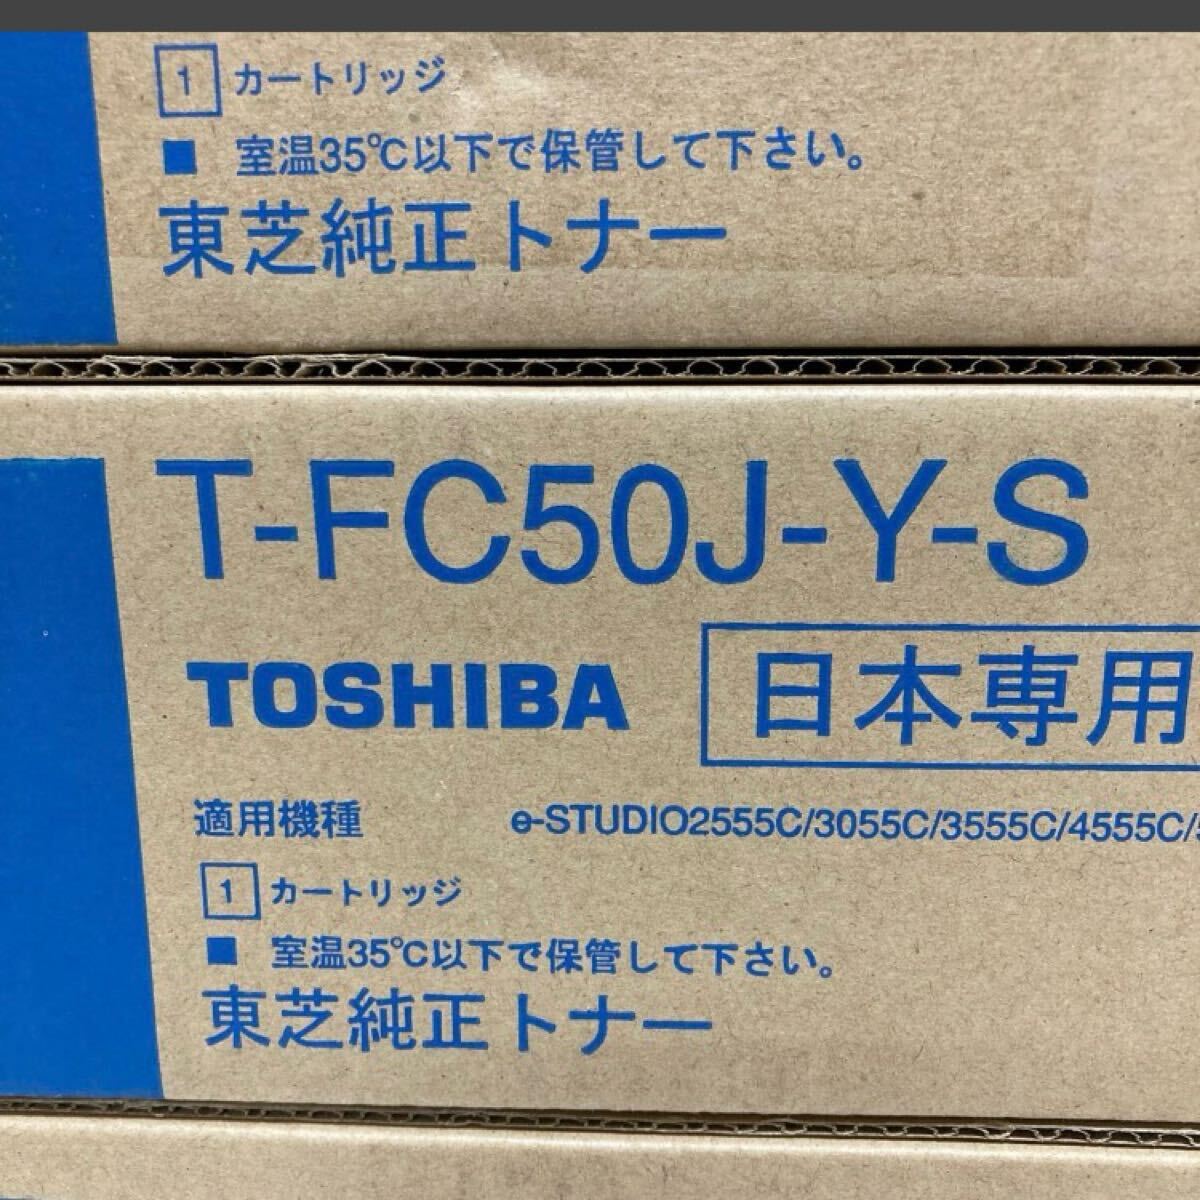 1 カートリッジ
■ 室温35℃以下で保管して下さい。
東芝純正トナー
T-FC50J-Y-S
TOSHIBA 日本専用
適用機種 e-STUDIO2555C/3055C/3555C/4555C/
1 カートリッジ
■ 室温35℃以下で保管して下さい。
東芝純正トナー